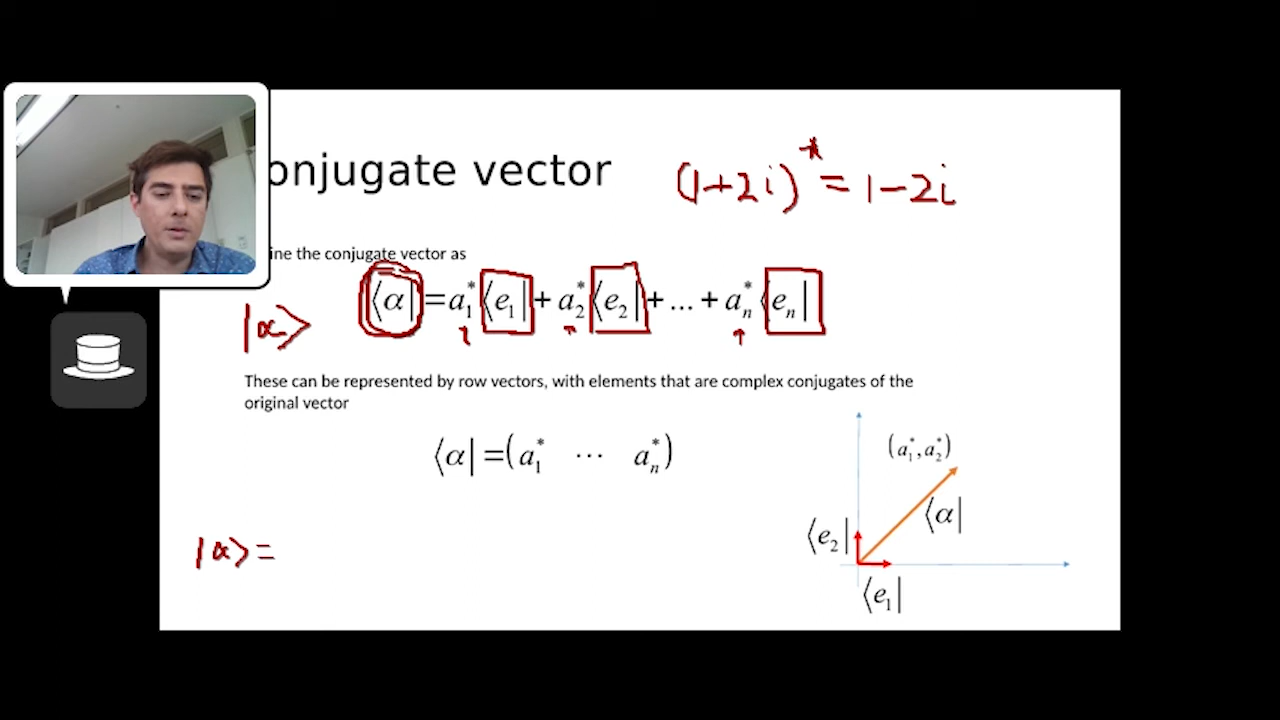 onjugate vector
(1+2i)* = 1-2i
ine the conjugate vector as
|α⟩
⟨α| = a₁* ⟨e₁| + a₂* ⟨e₂| + ... + aₙ* ⟨eₙ|
These can be represented by row vectors, with elements that are complex conjugates of the
original vector
⟨α| = (a₁* ⋯ aₙ*)
(a₁*, a₂*)
⟨α|
⟨e₂|
|α⟩ =
⟨e₁|